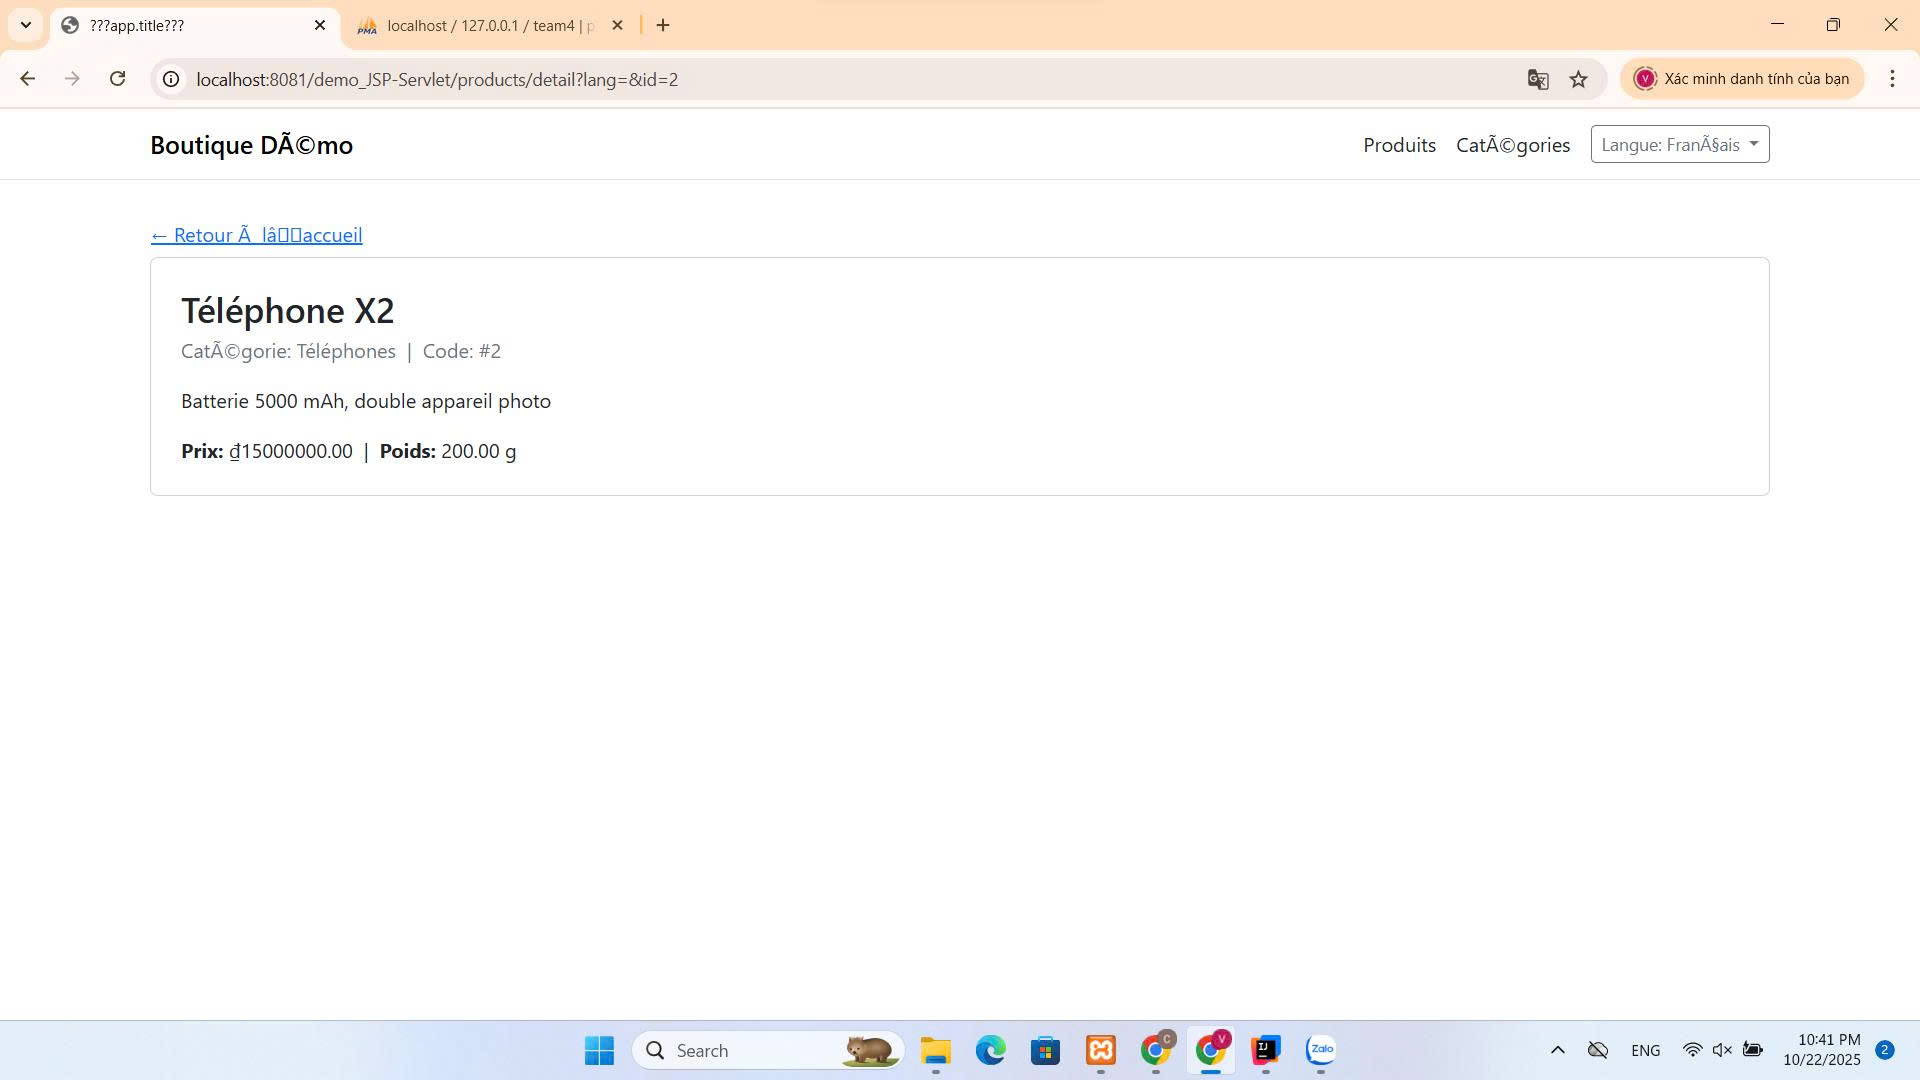 ???app.title???
localhost / 127.0.0.1 / team4 | p
localhost:8081/demo_JSP-Servlet/products/detail?lang=&id=2
Xác minh danh tính của bạn
Boutique DÃ©mo
Produits
CatÃ©gories
Langue: FranÃ§ais
← Retour Ã  lâaccueil
Téléphone X2
CatÃ©gorie: Téléphones | Code: #2
Batterie 5000 mAh, double appareil photo
Prix: ₫15000000.00 | Poids: 200.00 g
Search
ENG
10:41 PM
10/22/2025
2